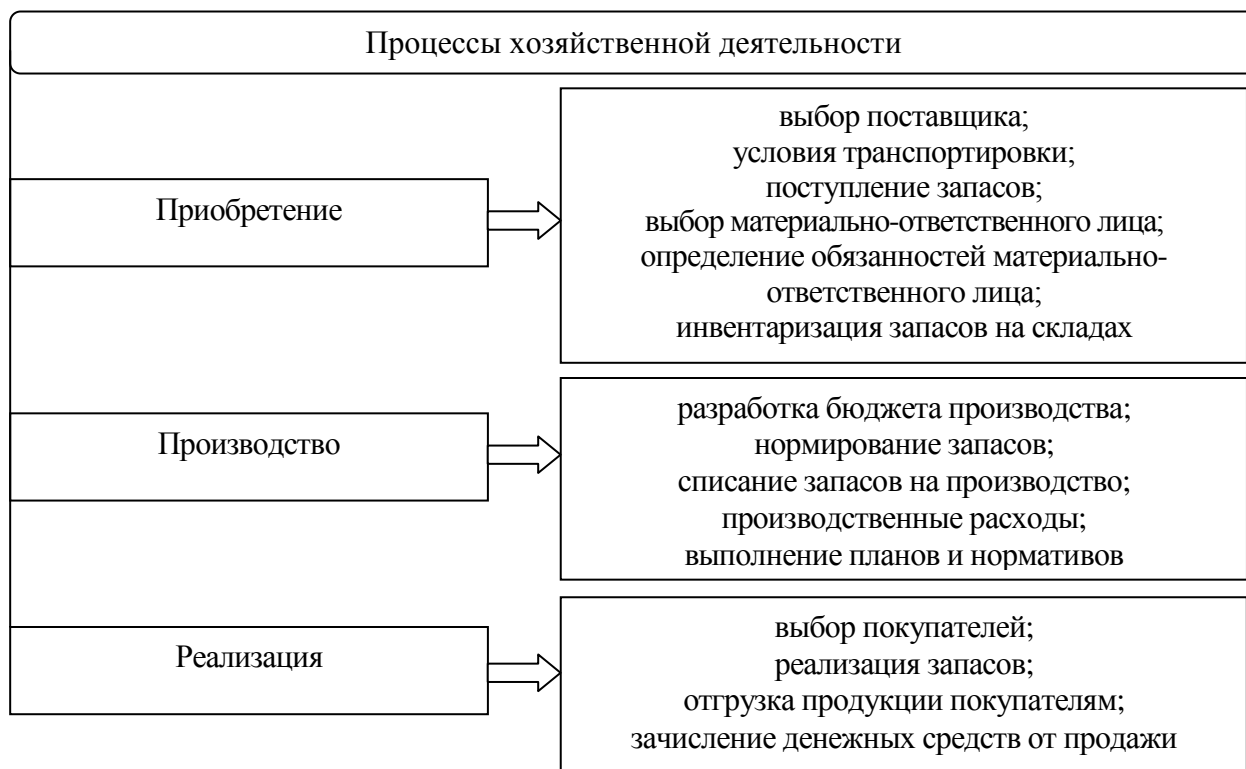 Процессы хозяйственной деятельности
Приобретение
выбор поставщика;
условия транспортировки;
поступление запасов;
выбор материально-ответственного лица;
определение обязанностей материально-
ответственного лица;
инвентаризация запасов на складах
Производство
разработка бюджета производства;
нормирование запасов;
списание запасов на производство;
производственные расходы;
выполнение планов и нормативов
Реализация
выбор покупателей;
реализация запасов;
отгрузка продукции покупателям;
зачисление денежных средств от продажи